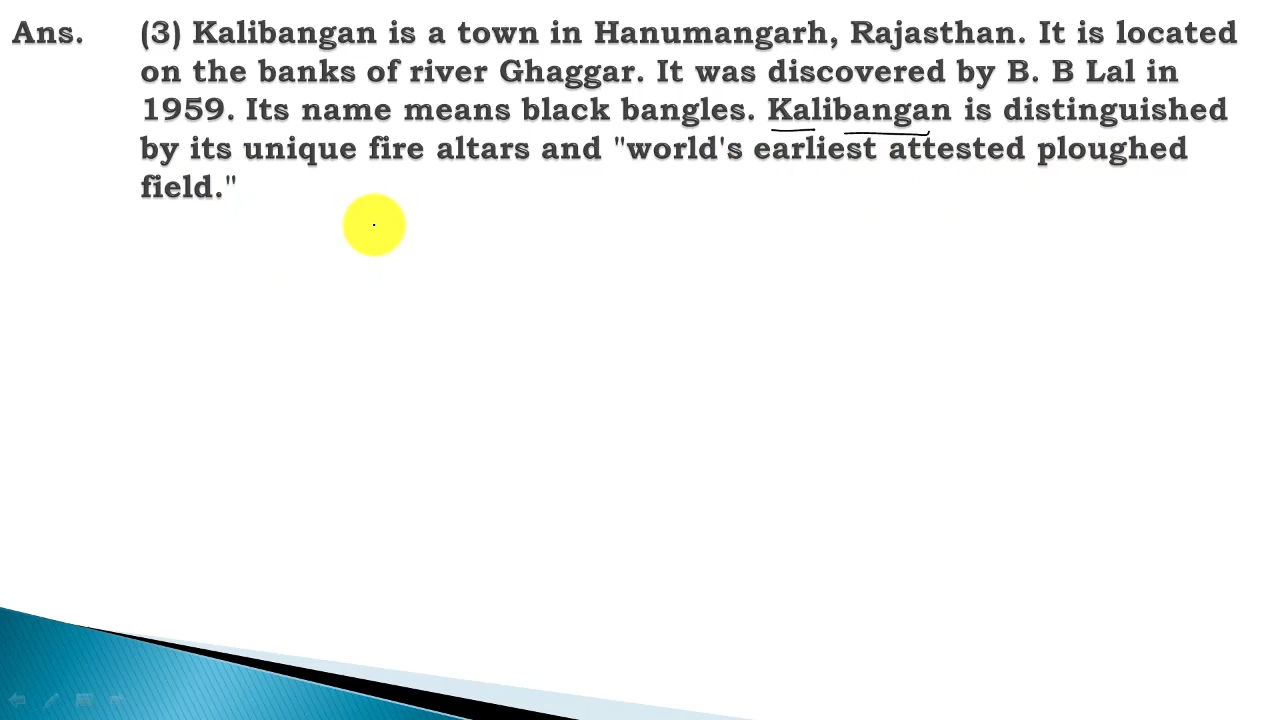 Ans. (3) Kalibangan is a town in Hanumangarh, Rajasthan. It is located
on the banks of river Ghaggar. It was discovered by B. B Lal in
1959. Its name means black bangles. Kalibangan is distinguished
by its unique fire altars and "world's earliest attested ploughed
field."